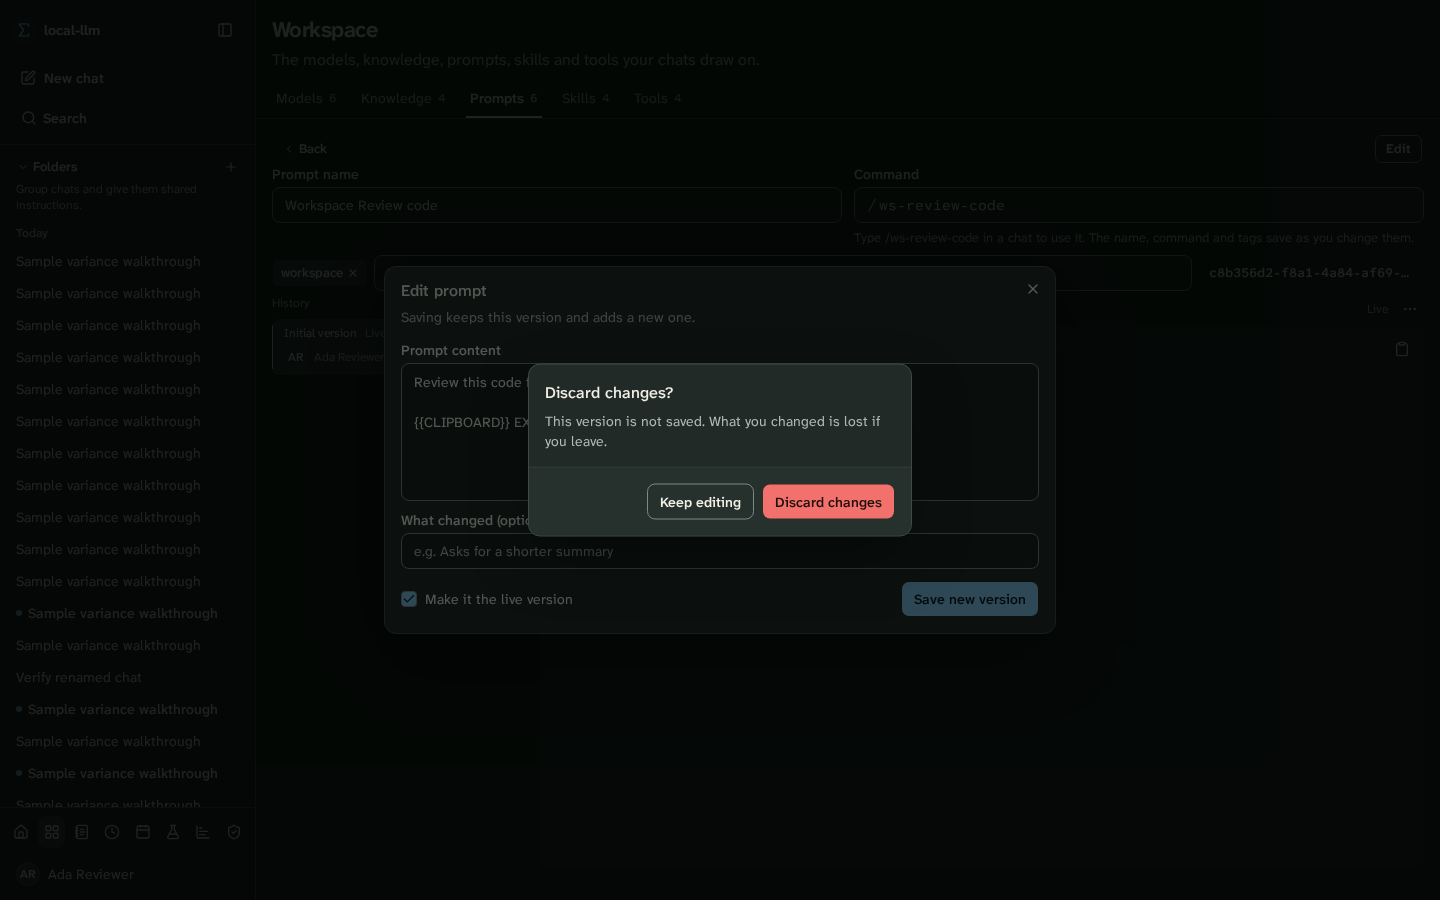 local-llm
New chat
Search
Folders
Group chats and give them shared
instructions.
Today
Sample variance walkthrough
Sample variance walkthrough
Sample variance walkthrough
Sample variance walkthrough
Sample variance walkthrough
Sample variance walkthrough
Sample variance walkthrough
Sample variance walkthrough
Sample variance walkthrough
Sample variance walkthrough
Sample variance walkthrough
Sample variance walkthrough
Sample variance walkthrough
Verify renamed chat
Sample variance walkthrough
Sample variance walkthrough
Sample variance walkthrough
Sample variance walkthrough
AR Ada Reviewer
Workspace
The models, knowledge, prompts, skills and tools your chats draw on.
Models 6 Knowledge 4 Prompts 6 Skills 4 Tools 4
Back Edit
Prompt name Command
Workspace Review code /ws-review-code
Type /ws-review-code in a chat to use it. The name, command and tags save as you change them.
workspace c8b356d2-f8a1-4a84-af69-…
History Live
Initial version Live
AR Ada Reviewer
Edit prompt
Saving keeps this version and adds a new one.
Prompt content
Review this code
{{CLIPBOARD}}
What changed
e.g. Asks for a shorter summary
Make it the live version Save new version
Discard changes?
This version is not saved. What you changed is lost if
you leave.
Keep editing Discard changes